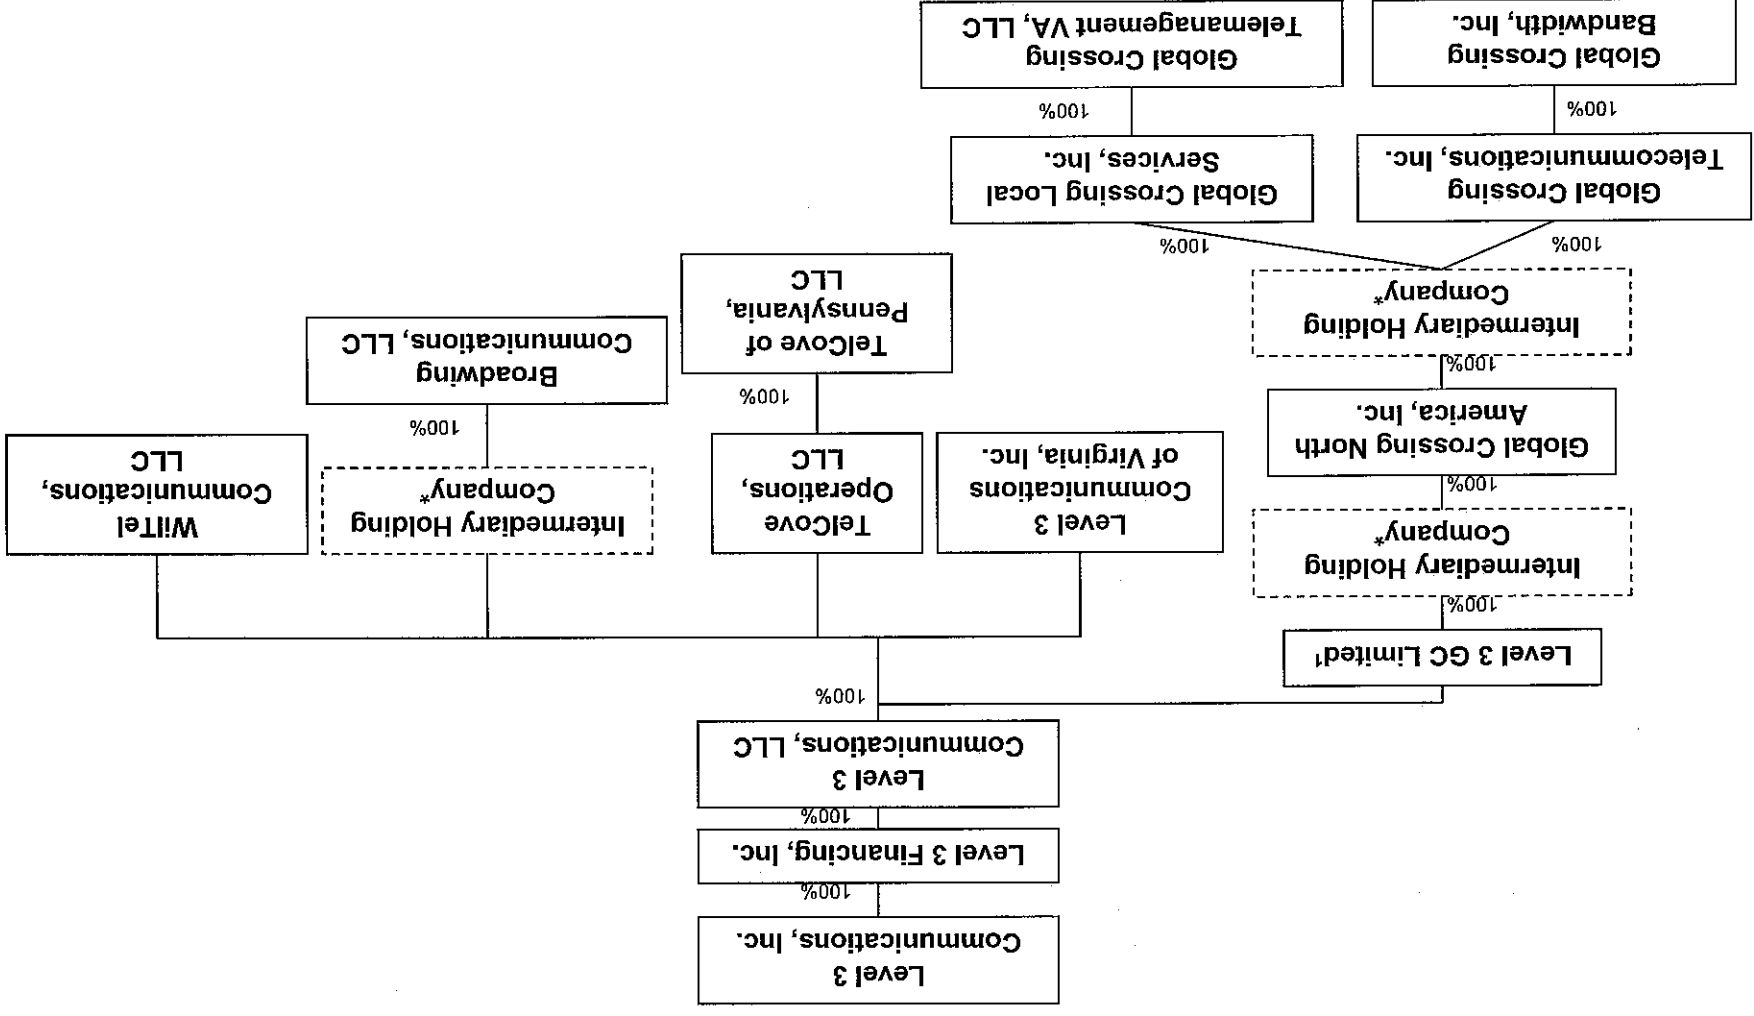 Level 3
Communications, Inc.
100%
Level 3 Financing, Inc.
100%
Level 3
Communications, LLC
100%
Level 3 GC Limited¹
100%
Intermediary Holding
Company*
100%
Global Crossing North
America, Inc.
100%
Intermediary Holding
Company*
100%
100%
Global Crossing
Telecommunications, Inc.
100%
Global Crossing
Bandwidth, Inc.
Global Crossing Local
Services, Inc.
100%
Global Crossing
Telemanagement VA, LLC
Level 3
Communications
of Virginia, Inc.
TelCove
Operations,
LLC
100%
TelCove of
Pennsylvania,
LLC
Intermediary Holding
Company*
100%
Broadwing
Communications, LLC
WilTel
Communications,
LLC